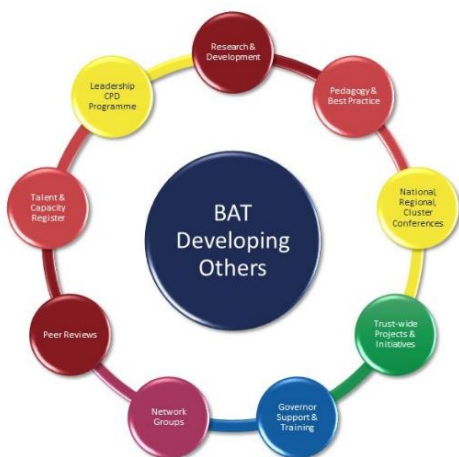 Research &
Development
Pedagogy &
Best Practice
National,
Regional,
Cluster
Conferences
Trust-wide
Projects &
Initiatives
Governor
Support &
Training
Network
Groups
Peer Reviews
Talent &
Capacity
Register
Leadership
CPD
Programme
BAT
Developing
Others